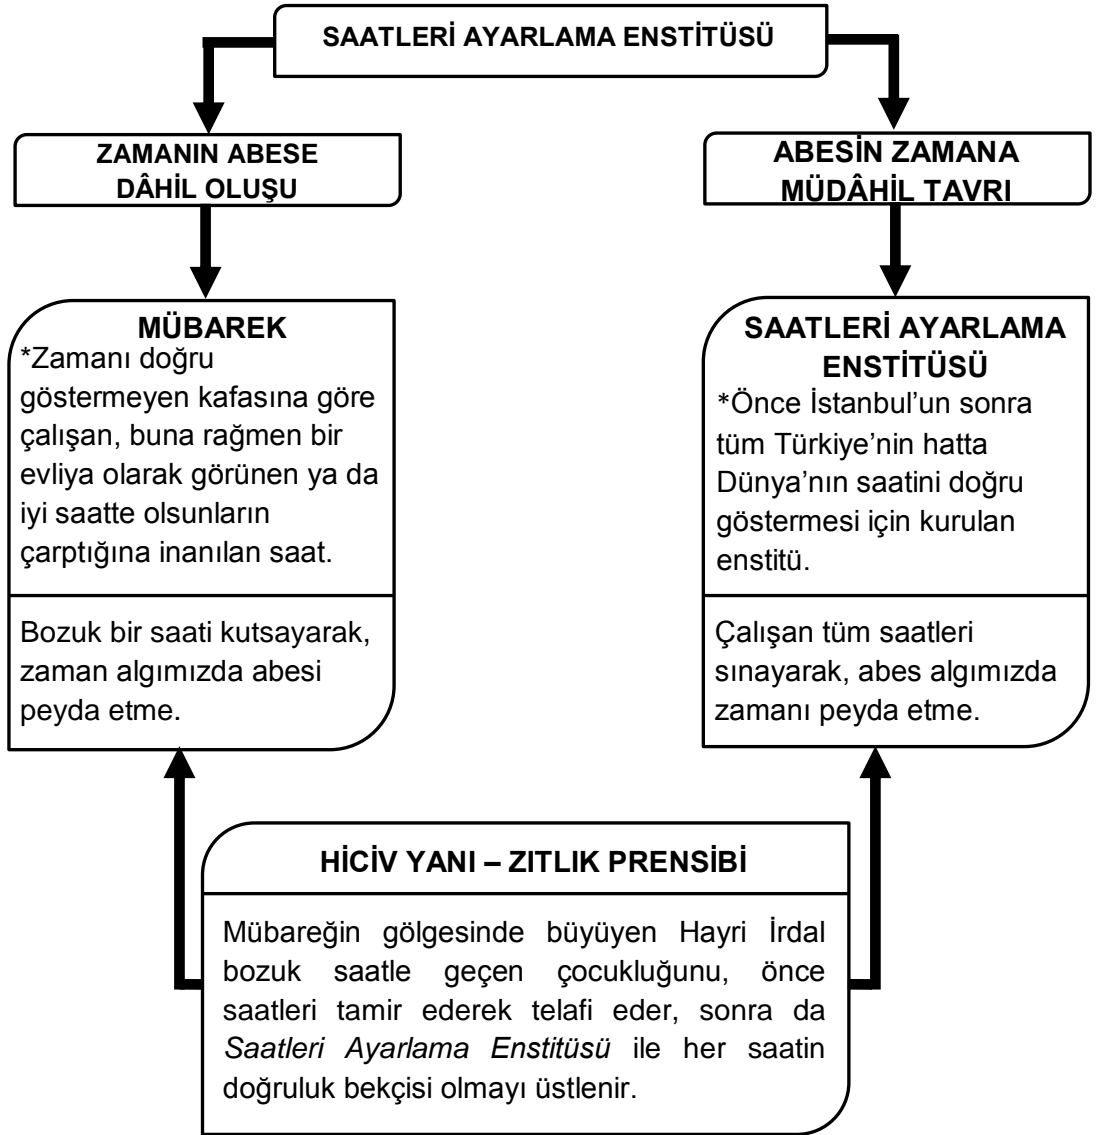 SAATLERİ AYARLAMA ENSTİTÜSÜ
ZAMANIN ABESE
DÂHİL OLUŞU
ABESİN ZAMANA
MÜDÂHİL TAVRI
MÜBAREK
*Zamanı doğru
göstermeyen kafasına göre
çalışan, buna rağmen bir
evliya olarak görünen ya da
iyi saatte olsunların
çarptığına inanılan saat.
Bozuk bir saati kutsayarak,
zaman algımızda abesi
peyda etme.
SAATLERİ AYARLAMA
ENSTİTÜSÜ
*Önce İstanbul’un sonra
tüm Türkiye’nin hatta
Dünya’nın saatini doğru
göstermesi için kurulan
enstitü.
Çalışan tüm saatleri
sınayarak, abes algımızda
zamanı peyda etme.
HİCİV YANI – ZITLIK PRENSİBİ
Mübareğin gölgesinde büyüyen Hayri İrdal
bozuk saatle geçen çocukluğunu, önce
saatleri tamir ederek telafi eder, sonra da
Saatleri Ayarlama Enstitüsü ile her saatin
doğruluk bekçisi olmayı üstlenir.